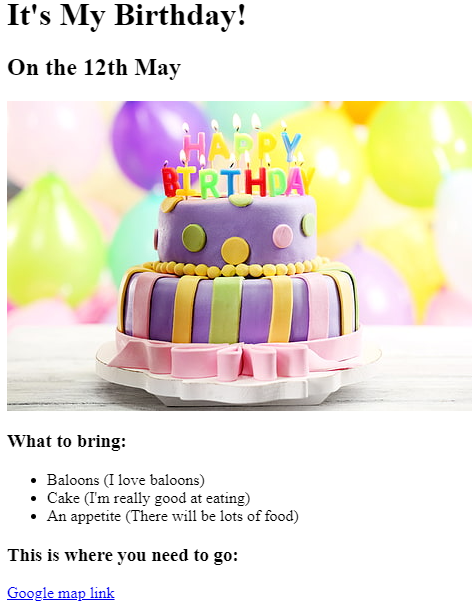 It's My Birthday!
On the 12th May
HAPPY
BIRTHDAY
What to bring:
Baloons (I love baloons)
Cake (I'm really good at eating)
An appetite (There will be lots of food)
This is where you need to go:
Google map link